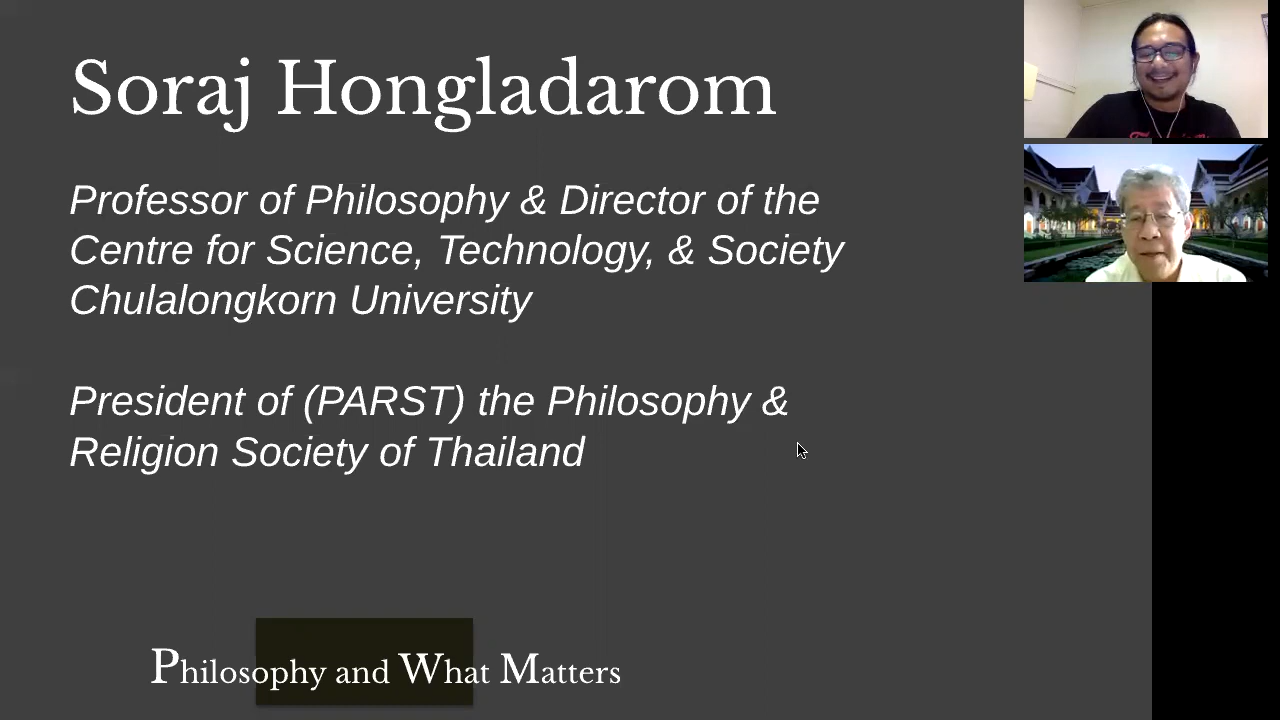 Soraj Hongladarom
Professor of Philosophy & Director of the
Centre for Science, Technology, & Society
Chulalongkorn University
President of (PARST) the Philosophy &
Religion Society of Thailand
Philosophy and What Matters